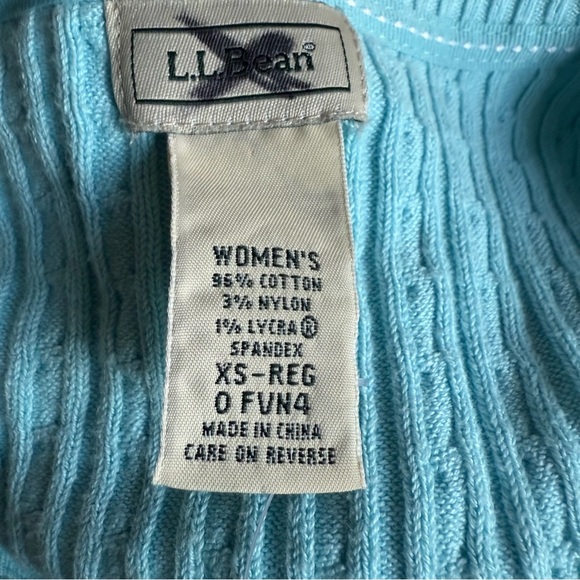 L.L.Bean®
WOMEN'S
96% COTTON
3% NYLON
1% LYCRA®
SPANDEX
XS-REG
0 FVN4
MADE IN CHINA
CARE ON REVERSE